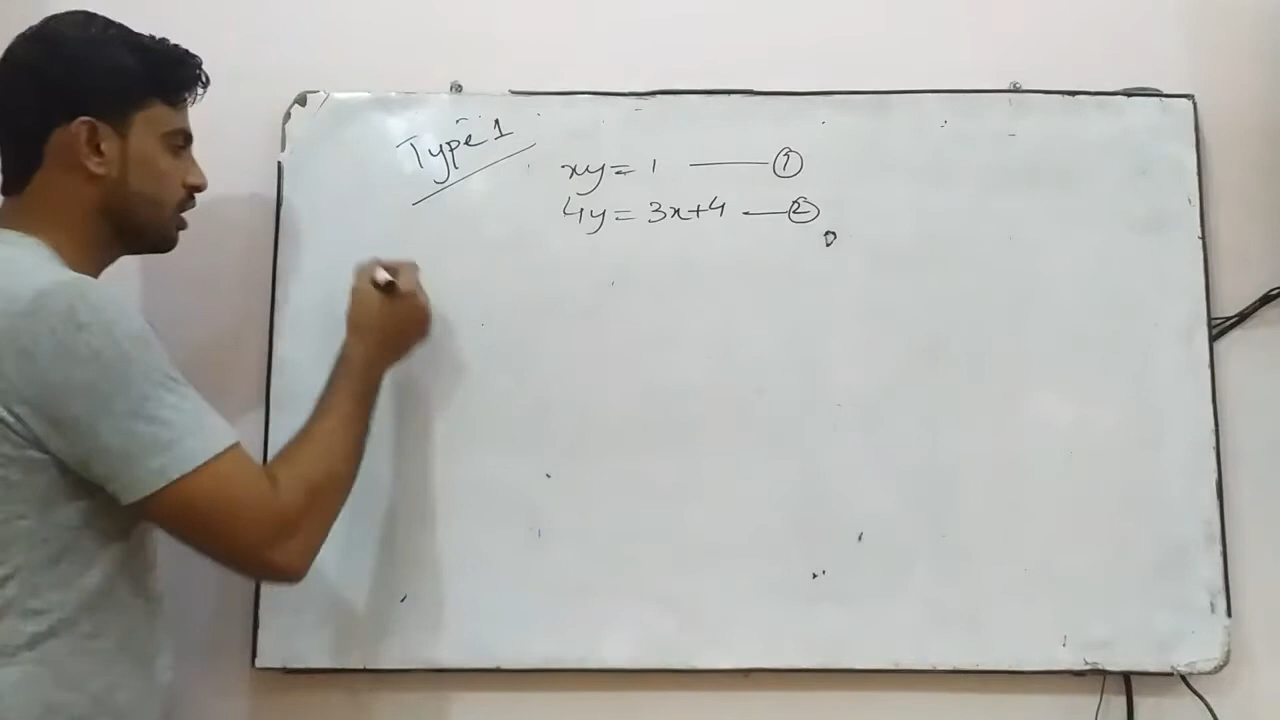 Type 1
xy = 1 —— ①
4y = 3x+4 —— ②